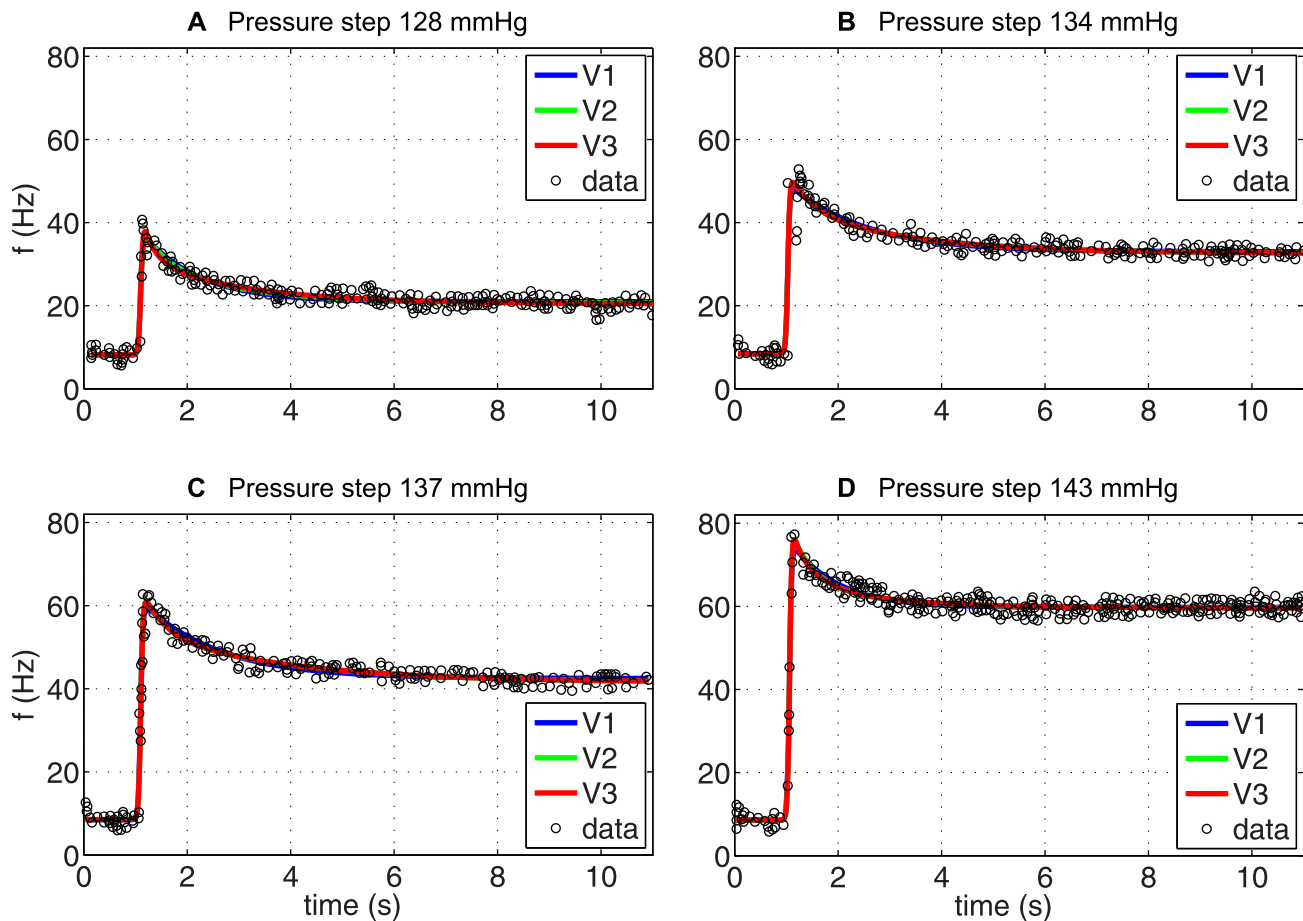 A Pressure step 128 mmHg
f (Hz)
80
60
40
20
0
0 2 4 6 8 10
V1
V2
V3
data
B Pressure step 134 mmHg
80
60
40
20
0
0 2 4 6 8 10
V1
V2
V3
data
C Pressure step 137 mmHg
f (Hz)
80
60
40
20
0
0 2 4 6 8 10
time (s)
V1
V2
V3
data
D Pressure step 143 mmHg
80
60
40
20
0
0 2 4 6 8 10
time (s)
V1
V2
V3
data